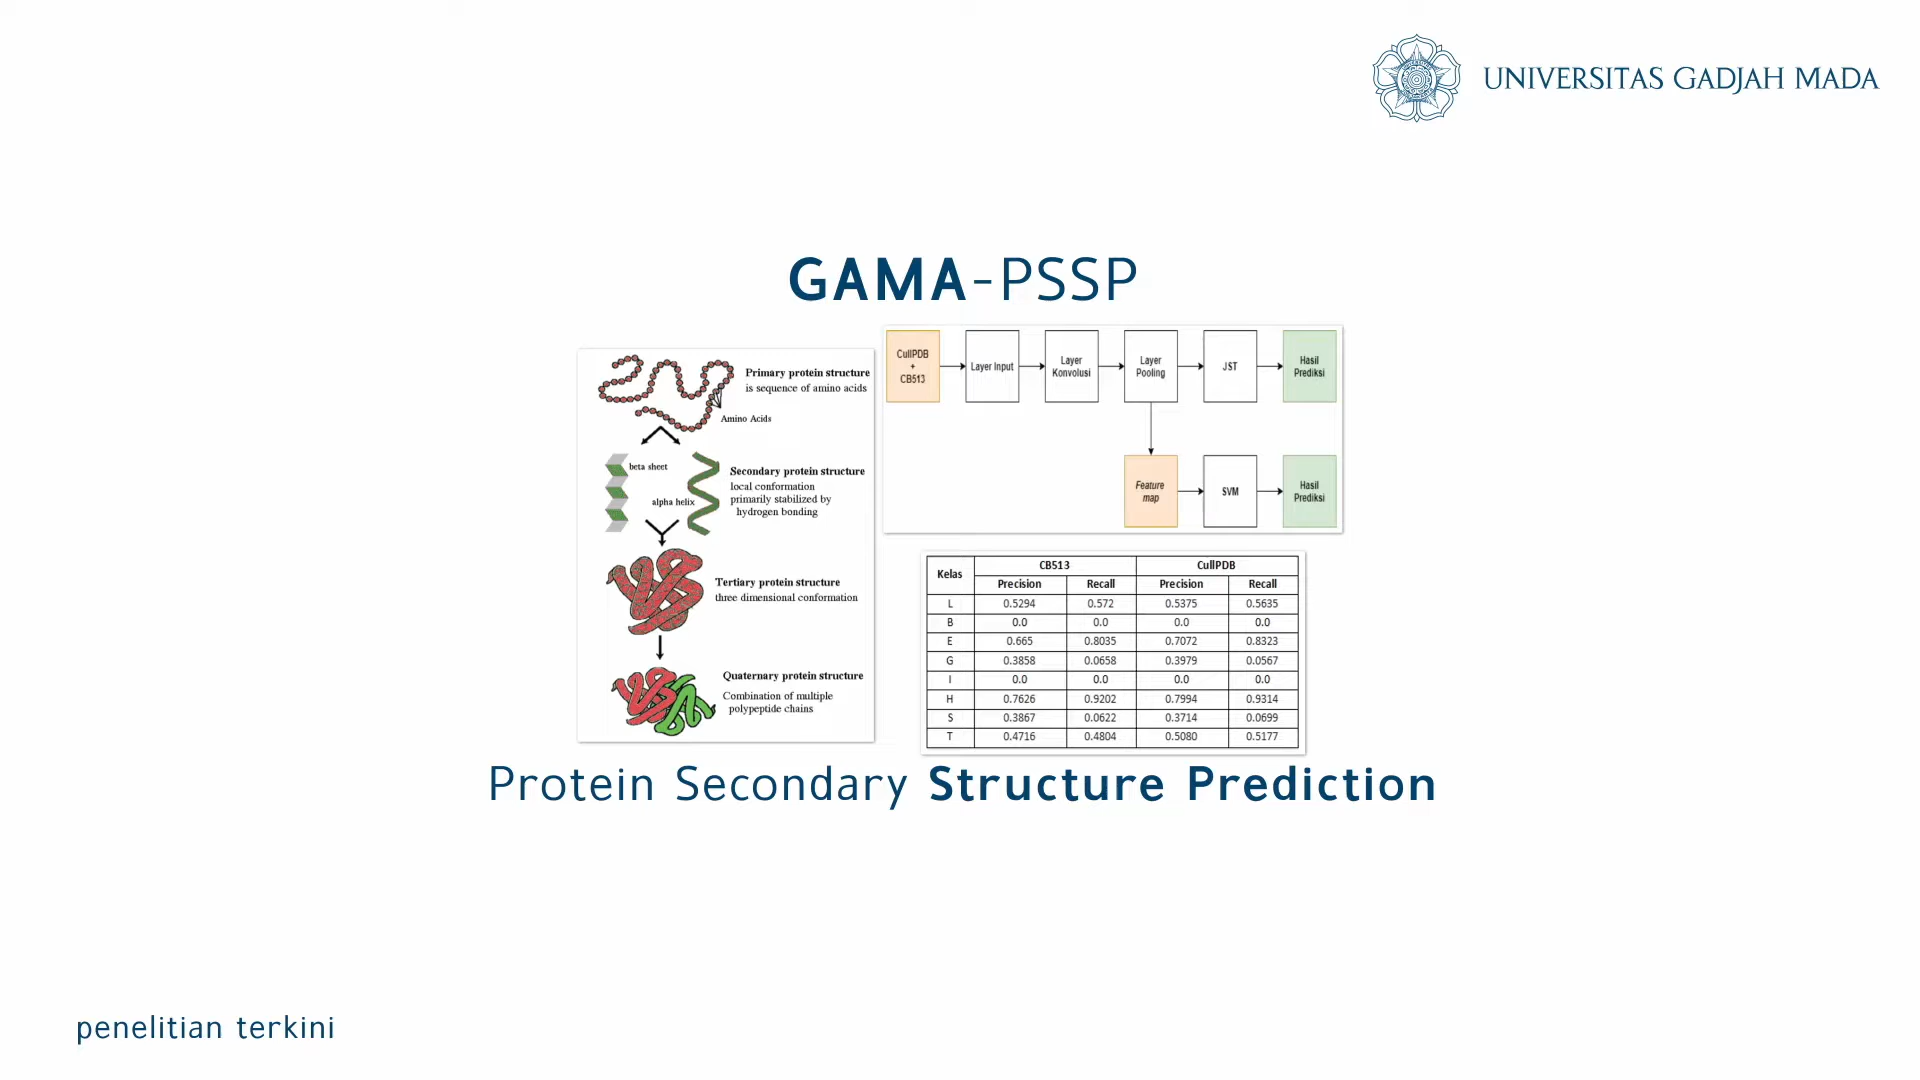 UNIVERSITAS GADJAH MADA
GAMA-PSSP
Primary protein structure
is sequence of amino acids
Amino Acids
beta sheet
alpha helix
Secondary protein structure
local conformation
primarily stabilized by
hydrogen bonding
Tertiary protein structure
three dimensional conformation
Quaternary protein structure
Combination of multiple
polypeptide chains
CullPDB
+
CB513
Layer Input
Layer
Konvolusi
Layer
Pooling
JST
Hasil
Prediksi
Feature
map
SVM
Hasil
Prediksi
Kelas CB513 CullPDB
Precision Recall Precision Recall
L 0.5294 0.572 0.5375 0.5635
B 0.0 0.0 0.0 0.0
E 0.665 0.8035 0.7072 0.8323
G 0.3858 0.0658 0.3979 0.0567
I 0.0 0.0 0.0 0.0
H 0.7626 0.9202 0.7994 0.9314
S 0.3867 0.0622 0.3714 0.0699
T 0.4716 0.4804 0.5080 0.5177
Protein Secondary Structure Prediction
penelitian terkini